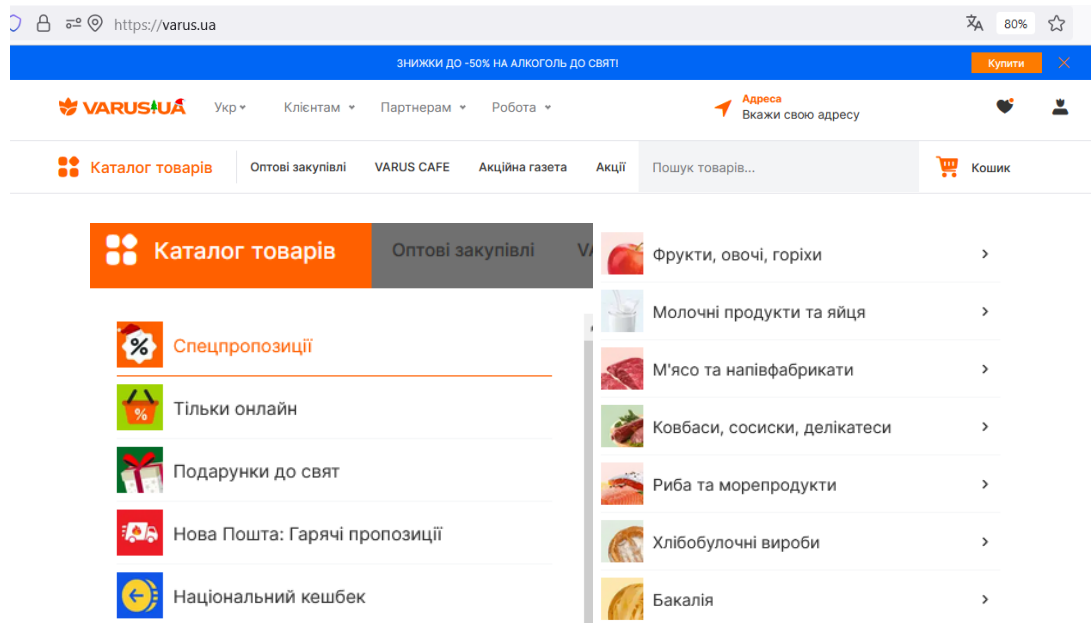 https://varus.ua
80%
ЗНИЖКИ ДО -50% НА АЛКОГОЛЬ ДО СВЯТ!
Купити
VARUS UA
Укр
Клієнтам
Партнерам
Робота
Адреса
Вкажи свою адресу
Каталог товарів
Оптові закупівлі
VARUS CAFE
Акційна газета
Акції
Пошук товарів...
Кошик
Каталог товарів
Оптові закупівлі
Спецпропозиції
Тільки онлайн
Подарунки до свят
Нова Пошта: Гарячі пропозиції
Національний кешбек
Фрукти, овочі, горіхи
Молочні продукти та яйця
М'ясо та напівфабрикати
Ковбаси, сосиски, делікатеси
Риба та морепродукти
Хлібобулочні вироби
Бакалія